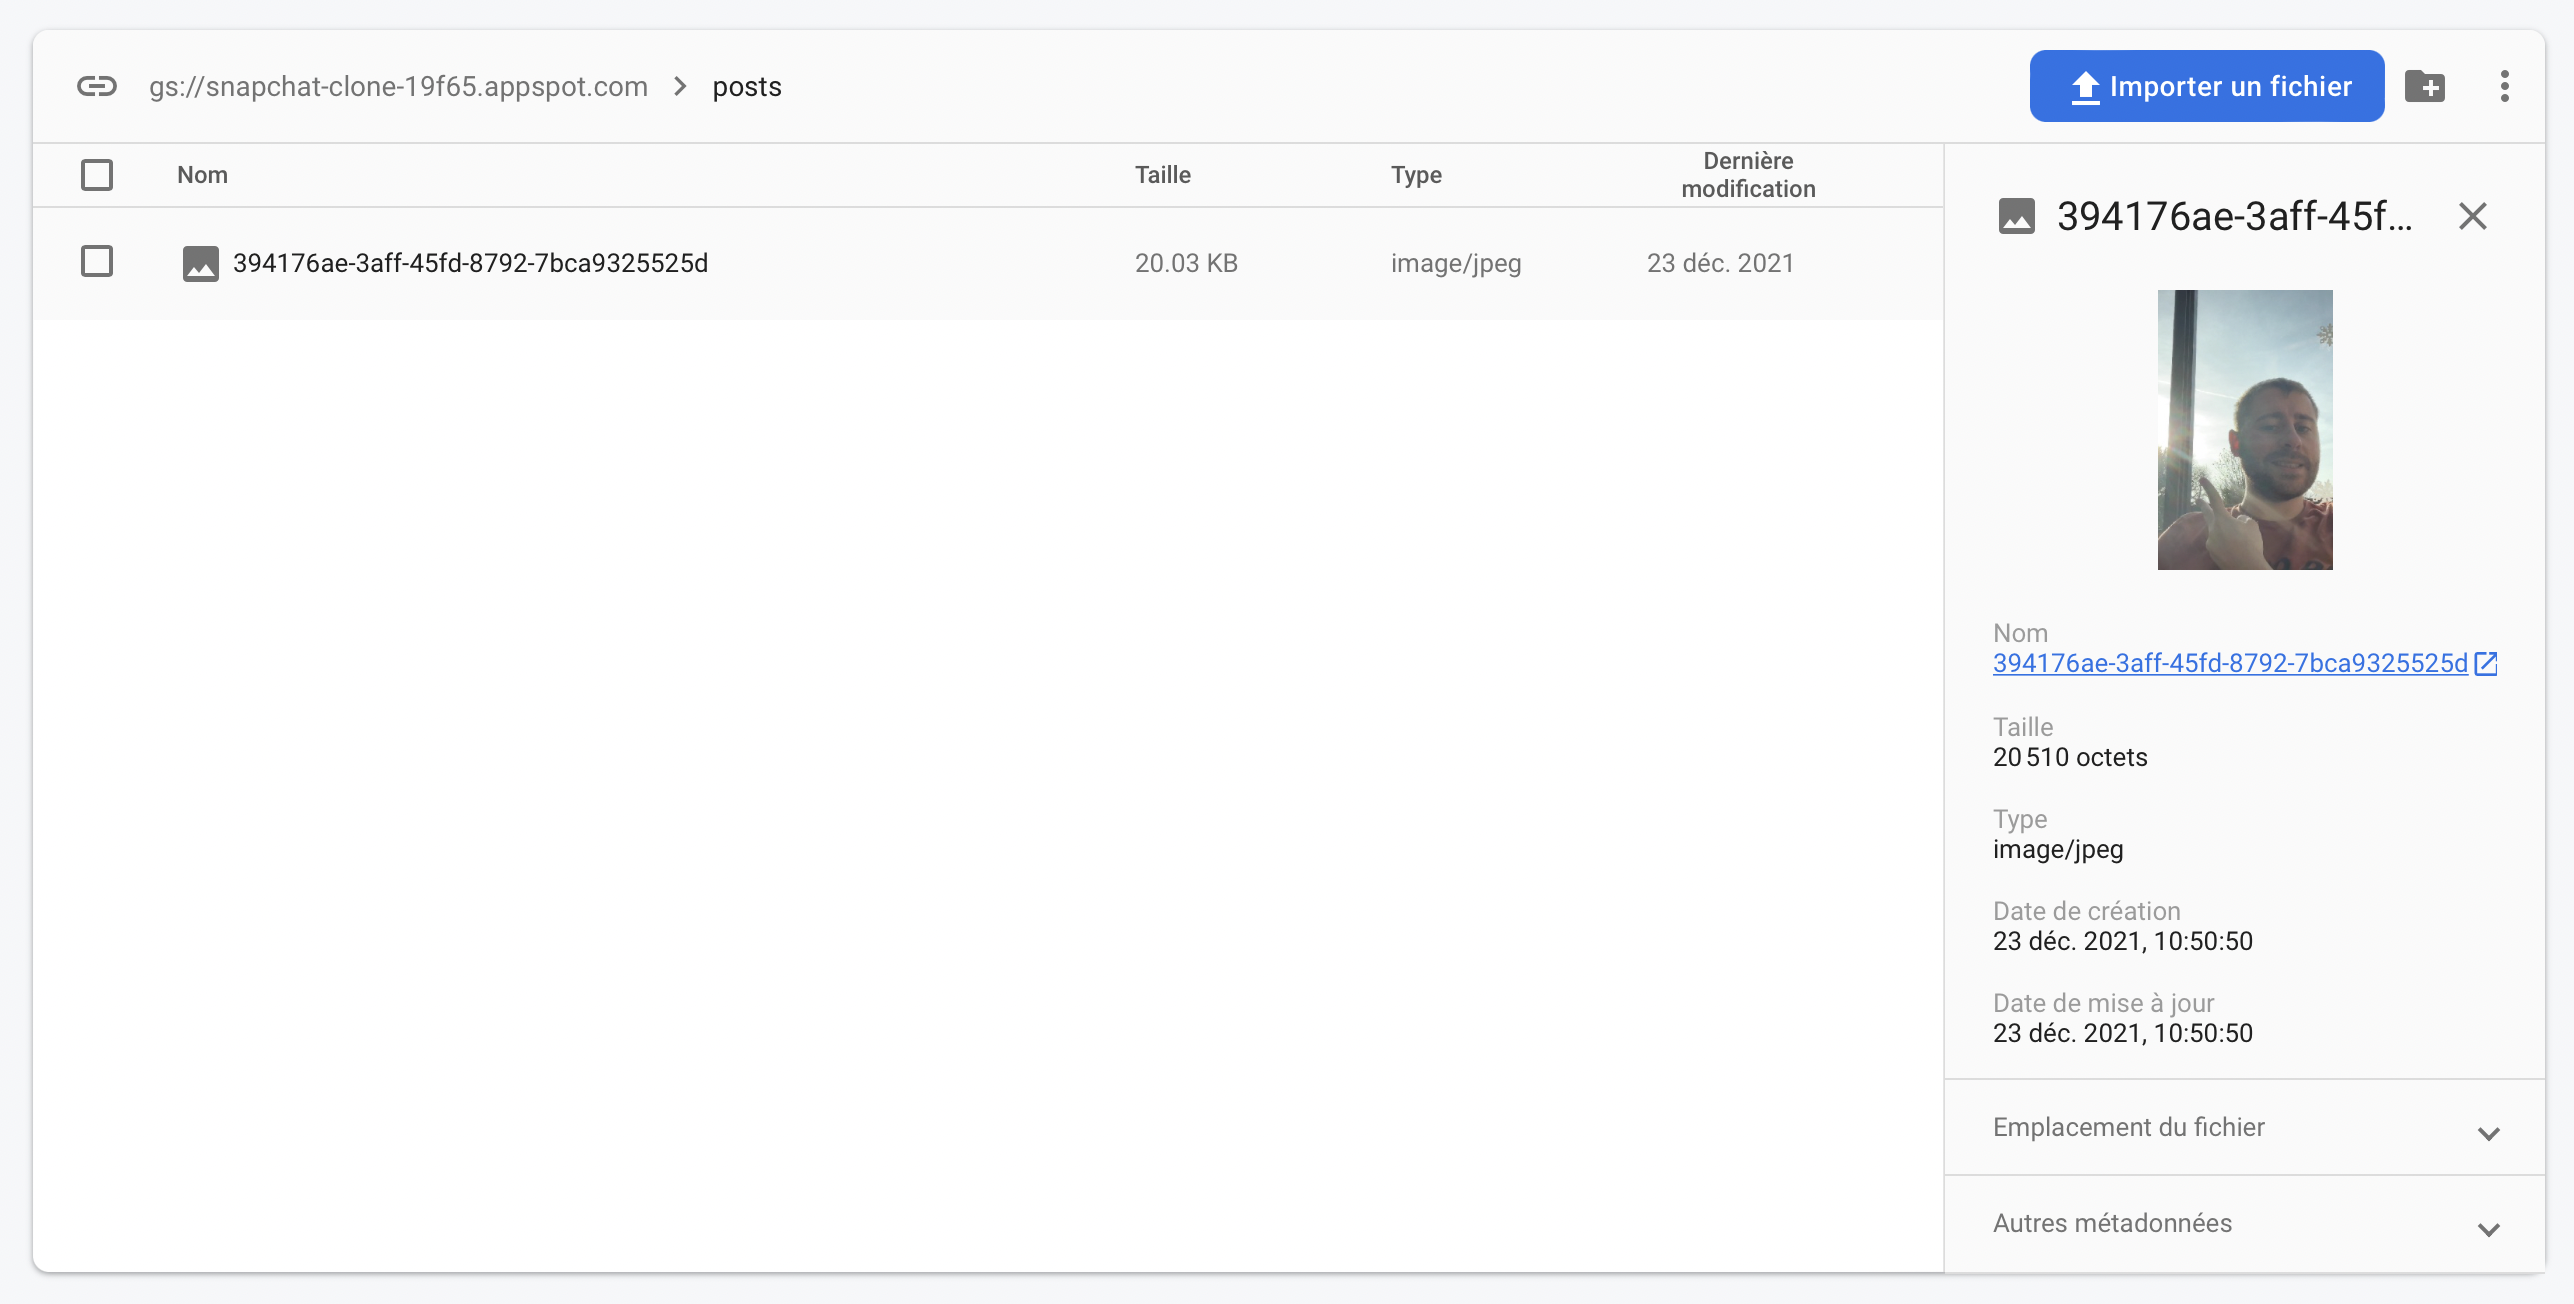 gs://snapchat-clone-19f65.appspot.com > posts
Importer un fichier
Nom Taille Type Dernière modification
394176ae-3aff-45fd-8792-7bca9325525d 20.03 KB image/jpeg 23 déc. 2021
394176ae-3aff-45f...
Nom
394176ae-3aff-45fd-8792-7bca9325525d
Taille
20 510 octets
Type
image/jpeg
Date de création
23 déc. 2021, 10:50:50
Date de mise à jour
23 déc. 2021, 10:50:50
Emplacement du fichier
Autres métadonnées